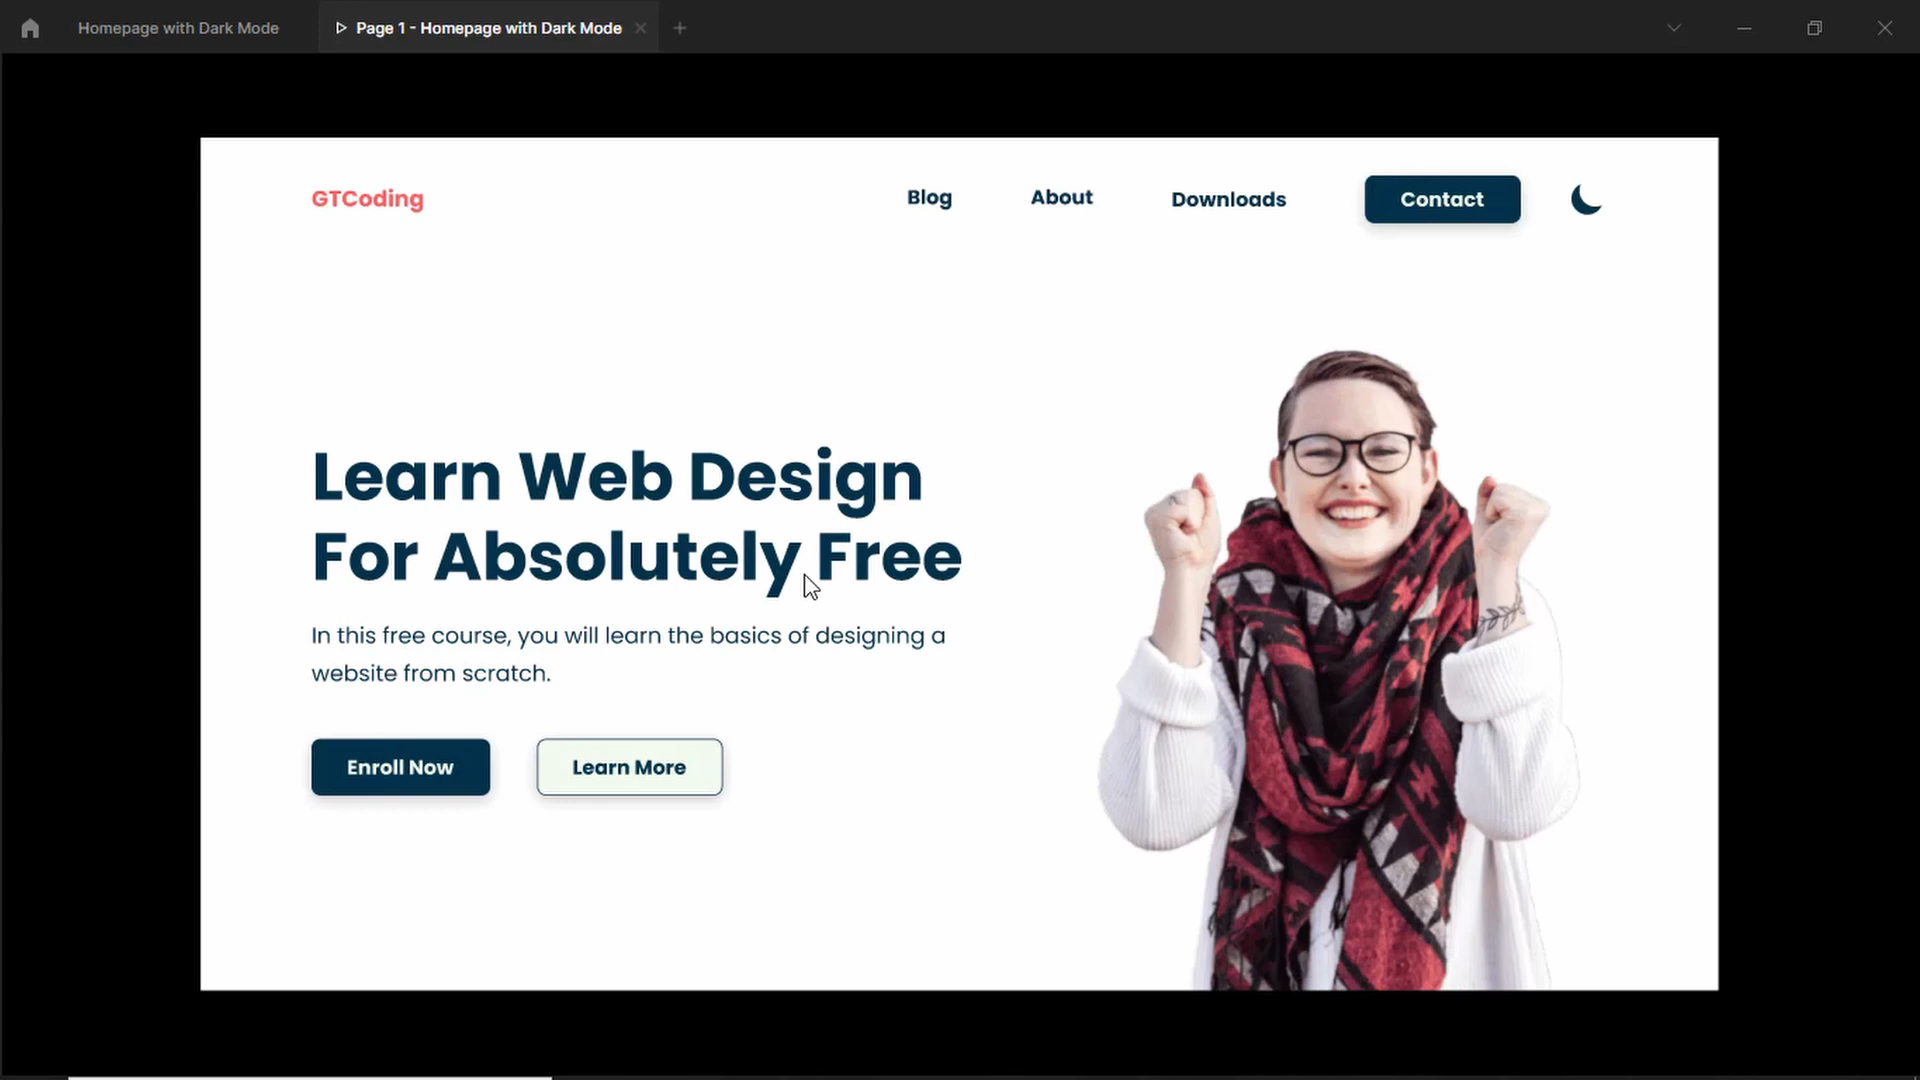 Homepage with Dark Mode
Page 1 - Homepage with Dark Mode
GTCoding
Blog
About
Downloads
Contact
Learn Web Design
For Absolutely Free
In this free course, you will learn the basics of designing a
website from scratch.
Enroll Now
Learn More